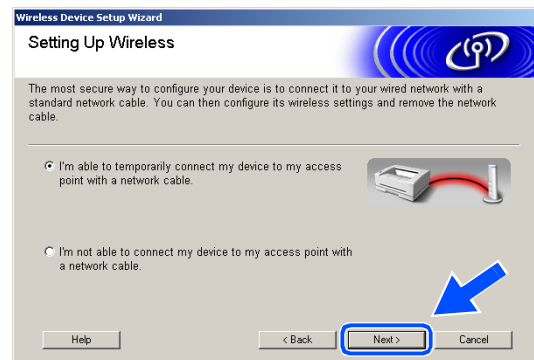 Wireless Device Setup Wizard
Setting Up Wireless
The most secure way to configure your device is to connect it to your wired network with a
standard network cable. You can then configure its wireless settings and remove the network
cable.
I'm able to temporarily connect my device to my access
point with a network cable.
I'm not able to connect my device to my access point with
a network cable.
Help < Back Next > Cancel